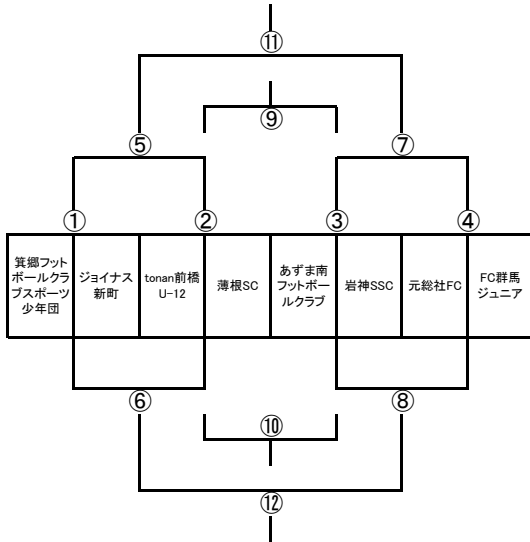 ⑪
⑨
⑤
⑦
①
②
③
④
箕郷フット
ボールクラ
ブスポーツ
少年団
ジョイナス
新町
tonan前橋
U-12
薄根SC
あずま南
フットボー
ルクラブ
岩神SSC
元総社FC
FC群馬
ジュニア
⑥
⑧
⑩
⑫